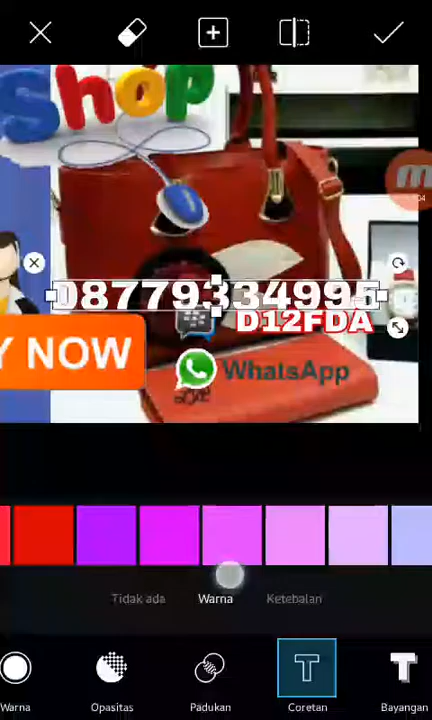 Shop
08779334995
D12FDA
Y NOW
WhatsApp
Tidak ada Warna Ketebalan
Warna Opasitas Padukan Coretan Bayangan